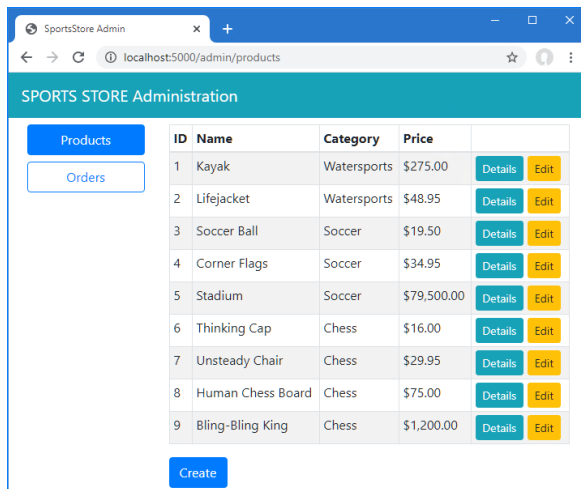 SportsStore Admin
localhost:5000/admin/products
SPORTS STORE Administration
Products
Orders
ID Name Category Price
1 Kayak Watersports $275.00 Details Edit
2 Lifejacket Watersports $48.95 Details Edit
3 Soccer Ball Soccer $19.50 Details Edit
4 Corner Flags Soccer $34.95 Details Edit
5 Stadium Soccer $79,500.00 Details Edit
6 Thinking Cap Chess $16.00 Details Edit
7 Unsteady Chair Chess $29.95 Details Edit
8 Human Chess Board Chess $75.00 Details Edit
9 Bling-Bling King Chess $1,200.00 Details Edit
Create